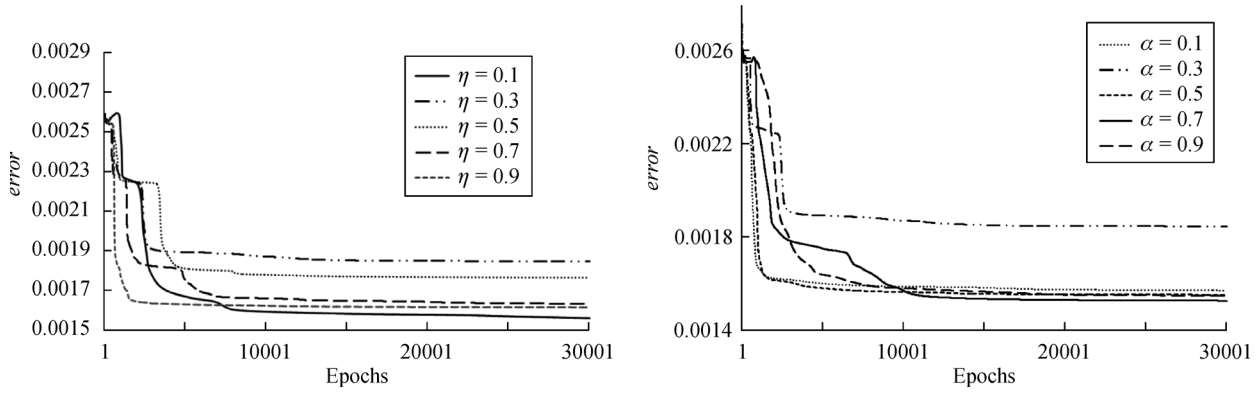 0.0029
0.0027
0.0025
0.0023
0.0021
0.0019
0.0017
0.0015
error
1 10001 20001 30001
Epochs
η = 0.1
η = 0.3
η = 0.5
η = 0.7
η = 0.9
0.0026
0.0022
0.0018
0.0014
error
1 10001 20001 30001
Epochs
α = 0.1
α = 0.3
α = 0.5
α = 0.7
α = 0.9